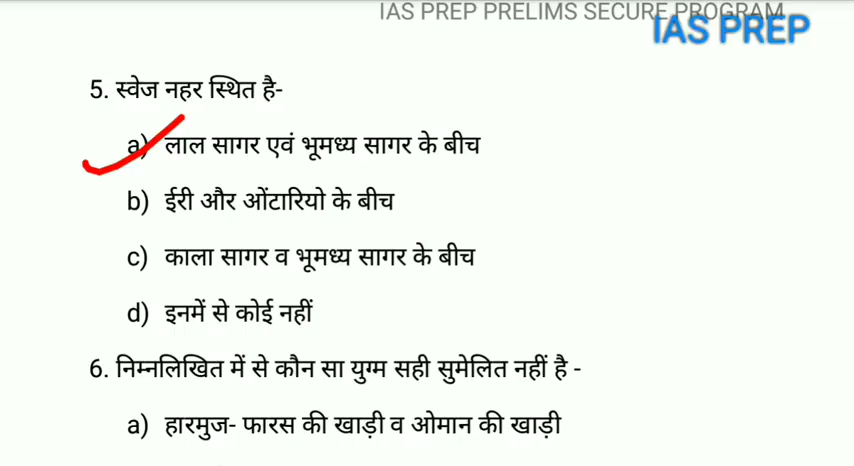 IAS PREP PRELIMS SECURE PROGRAM
IAS PREP
5. स्वेज नहर स्थित है-
a) लाल सागर एवं भूमध्य सागर के बीच
b) ईरी और ओंटारियो के बीच
c) काला सागर व भूमध्य सागर के बीच
d) इनमें से कोई नहीं
6. निम्नलिखित में से कौन सा युग्म सही सुमेलित नहीं है -
a) हारमुज- फारस की खाड़ी व ओमान की खाड़ी